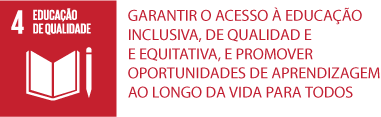 4 EDUCAÇÃO
DE QUALIDADE
GARANTIR O ACESSO À EDUCAÇÃO
INCLUSIVA, DE QUALIDAD E
E EQUITATIVA, E PROMOVER
OPORTUNIDADES DE APRENDIZAGEM
AO LONGO DA VIDA PARA TODOS